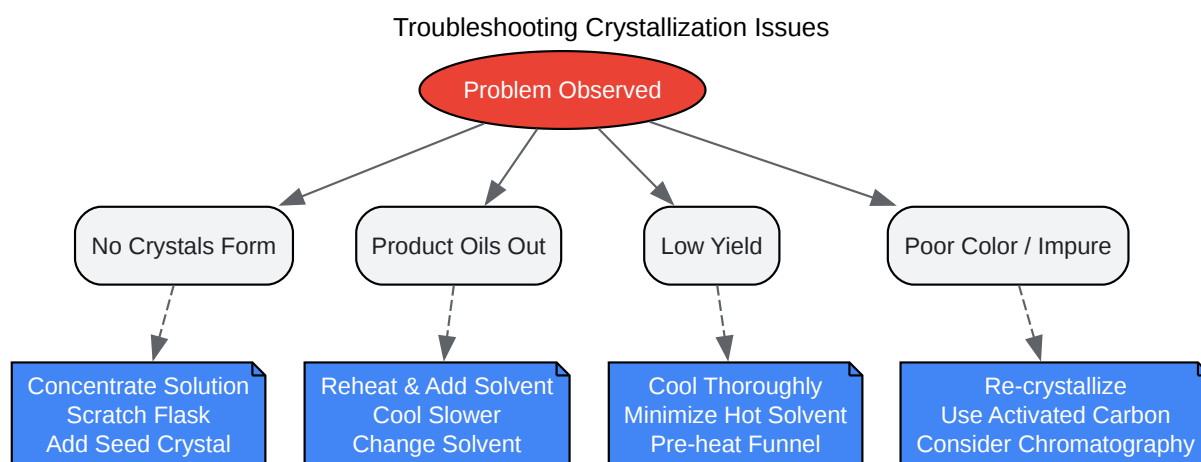 Troubleshooting Crystallization Issues
Problem Observed
No Crystals Form
Product Oils Out
Low Yield
Poor Color / Impure
Concentrate Solution
Scratch Flask
Add Seed Crystal
Reheat & Add Solvent
Cool Slower
Change Solvent
Cool Thoroughly
Minimize Hot Solvent
Pre-heat Funnel
Re-crystallize
Use Activated Carbon
Consider Chromatography